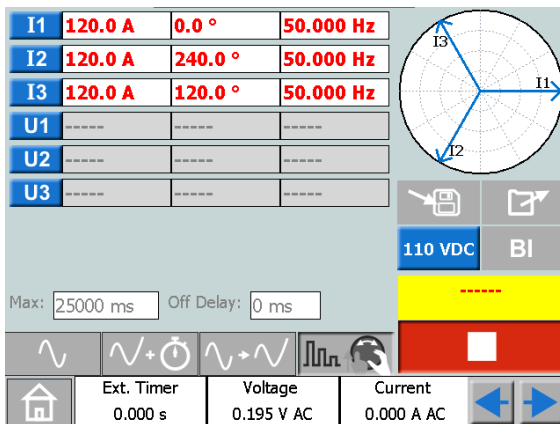 I1 120.0 A 0.0 ° 50.000 Hz
I2 120.0 A 240.0 ° 50.000 Hz
I3 120.0 A 120.0 ° 50.000 Hz
U1 ----- ----- -----
U2 ----- ----- -----
U3 ----- ----- -----
I3
I1
I2
110 VDC BI
------
Max: 25000 ms Off Delay: 0 ms
Ext. Timer Voltage Current
0.000 s 0.195 V AC 0.000 A AC